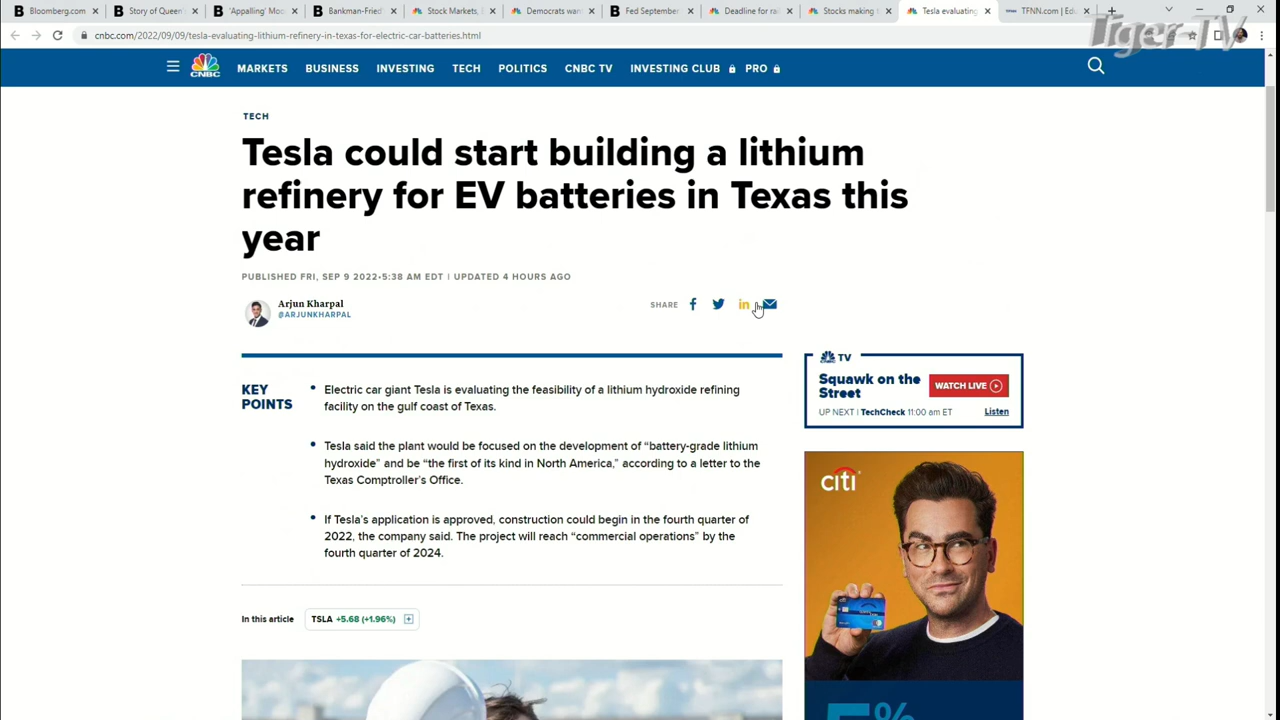 Bloomberg.com
Story of Queen
'Appalling' Moo
Bankman-Fried
Stock Markets,
Democrats wan
Fed September
Deadline for rai
Stocks making
Tesla evaluating
TFNN.com | Edu
Tiger-TV
cnbc.com/2022/09/09/tesla-evaluating-lithium-refinery-in-texas-for-electric-car-batteries.html
CNBC MARKETS BUSINESS INVESTING TECH POLITICS CNBC TV INVESTING CLUB PRO
TECH
Tesla could start building a lithium
refinery for EV batteries in Texas this
year
PUBLISHED FRI, SEP 9 2022•5:38 AM EDT | UPDATED 4 HOURS AGO
Arjun Kharpal
@ARJUNKHARPAL
SHARE
KEY
POINTS
Electric car giant Tesla is evaluating the feasibility of a lithium hydroxide refining
facility on the gulf coast of Texas.
Tesla said the plant would be focused on the development of “battery-grade lithium
hydroxide” and be “the first of its kind in North America,” according to a letter to the
Texas Comptroller’s Office.
If Tesla’s application is approved, construction could begin in the fourth quarter of
2022, the company said. The project will reach “commercial operations” by the
fourth quarter of 2024.
In this article
TSLA +5.68 (+1.96%)
CNBC TV
Squawk on the
Street
WATCH LIVE
UP NEXT | TechCheck 11:00 am ET
Listen
citi
5%